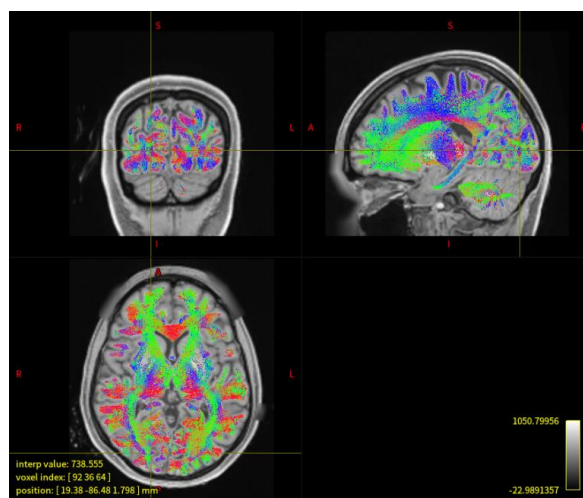 S
S
R
L
A
I
I
A
R
L
1050.79956
interp value: 738.555
voxel index: [ 92 36 64 ]
position: [ 19.38 -86.48 1.798 ] mm
-22.9891357